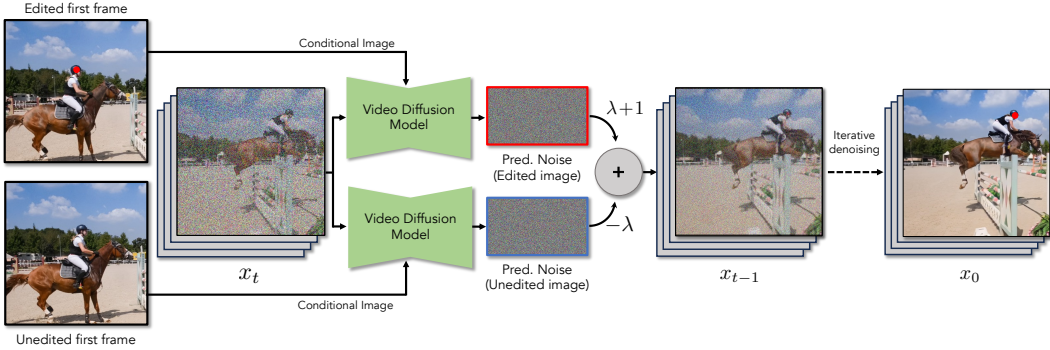 Edited first frame
Conditional Image
Video Diffusion
Model
Pred. Noise
(Edited image)
λ+1
Iterative
denoising
+
Video Diffusion
Model
−λ
Pred. Noise
(Unedited image)
x_t
x_{t−1}
x_0
Conditional Image
Unedited first frame